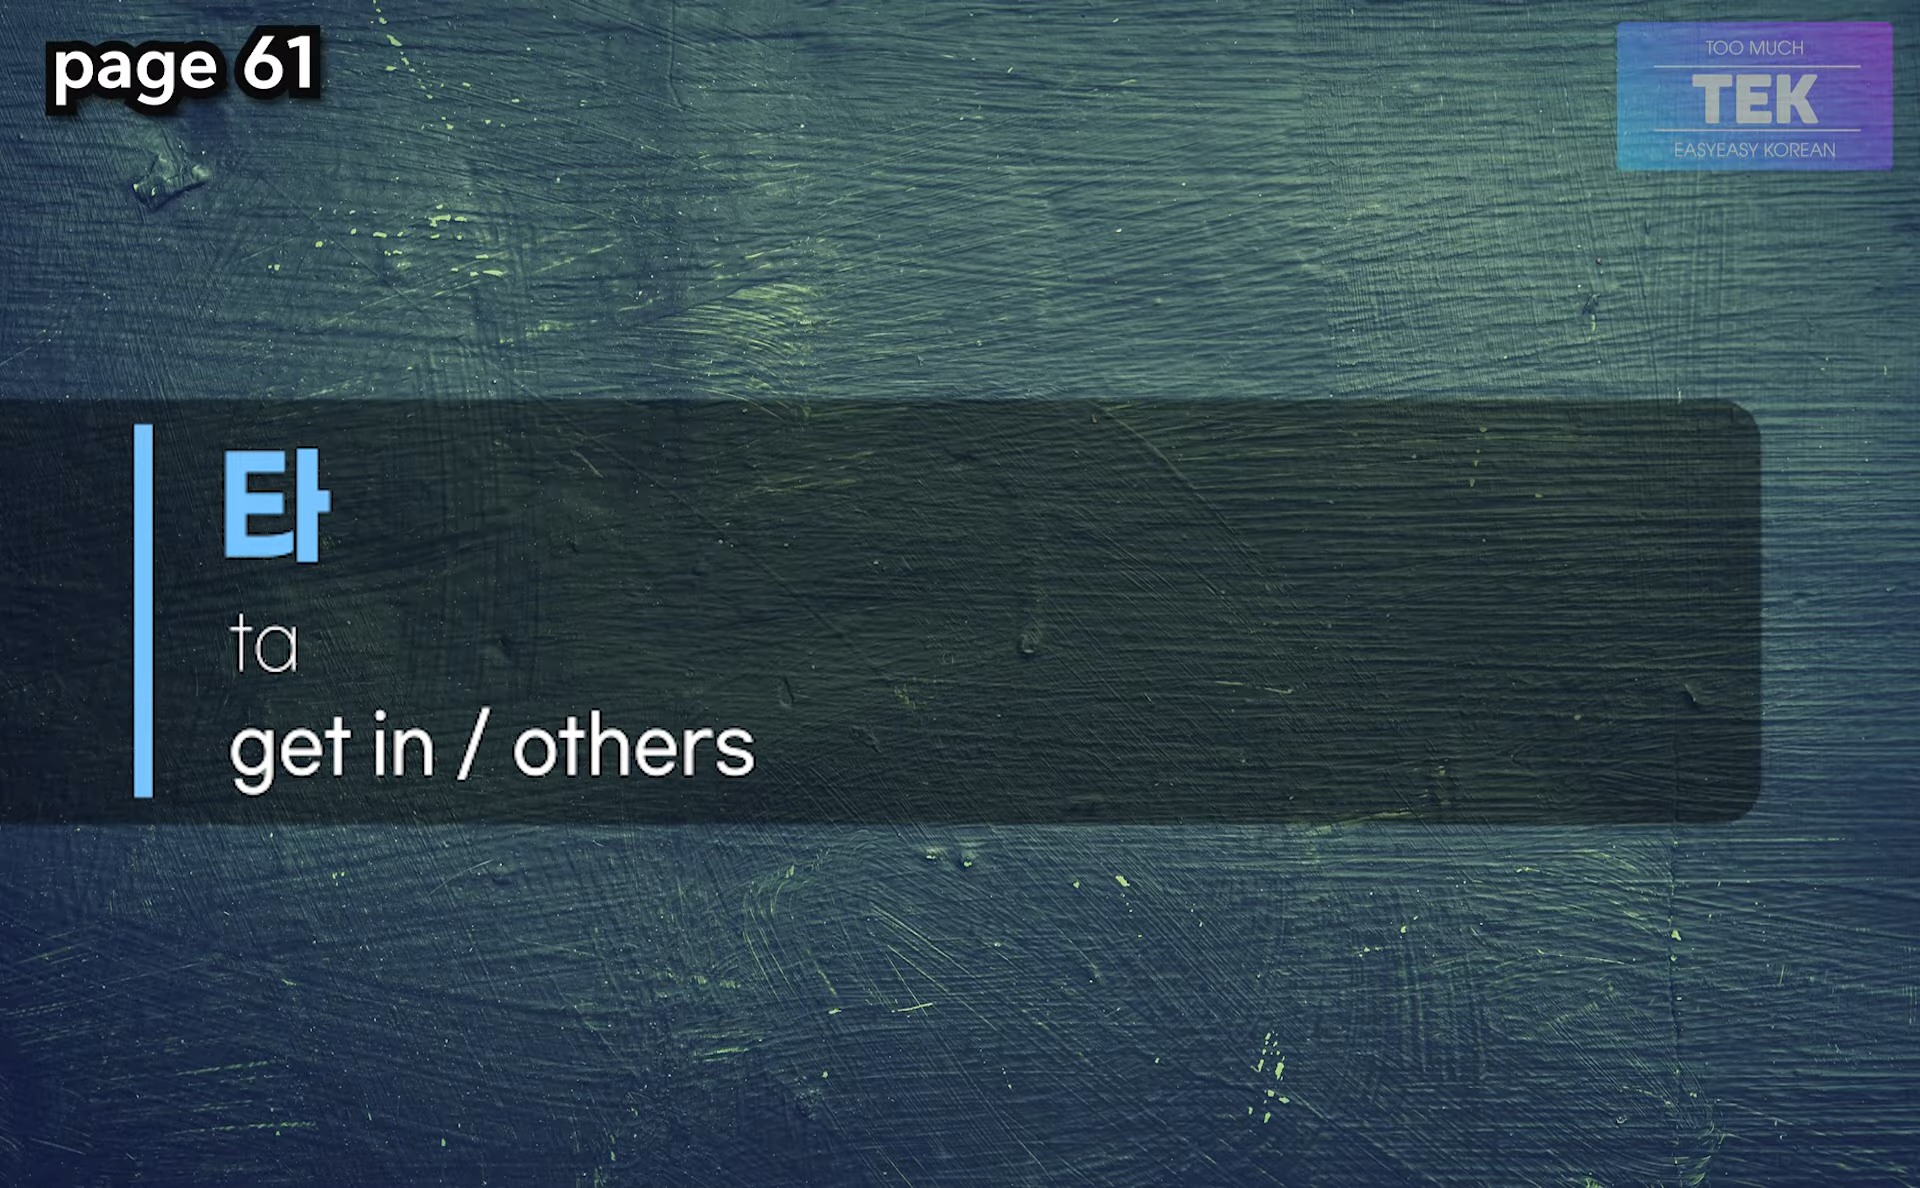 page 61
TOO MUCH
TEK
EASYEASY KOREAN
타
ta
get in / others